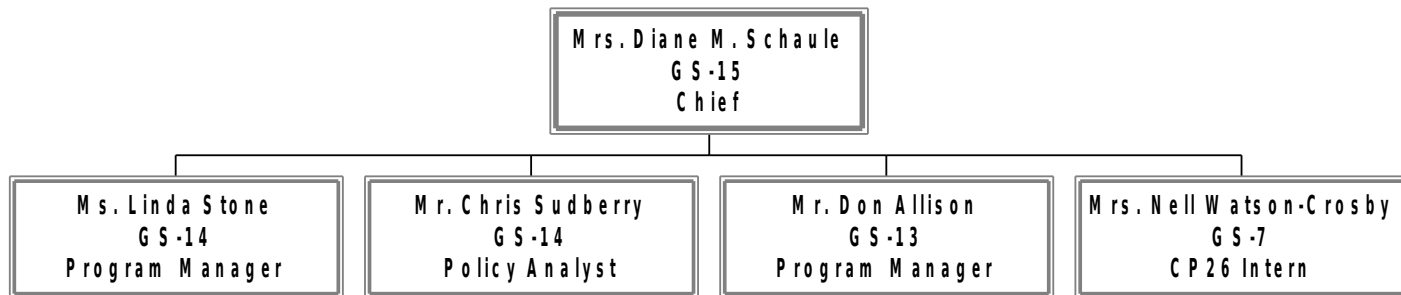 Mrs. Diane M. Schaule
GS-15
Chief
Ms. Linda Stone
GS-14
Program Manager
Mr. Chris Sudberry
GS-14
Policy Analyst
Mr. Don Allison
GS-13
Program Manager
Mrs. Nell Watson-Crosby
GS-7
CP26 Intern